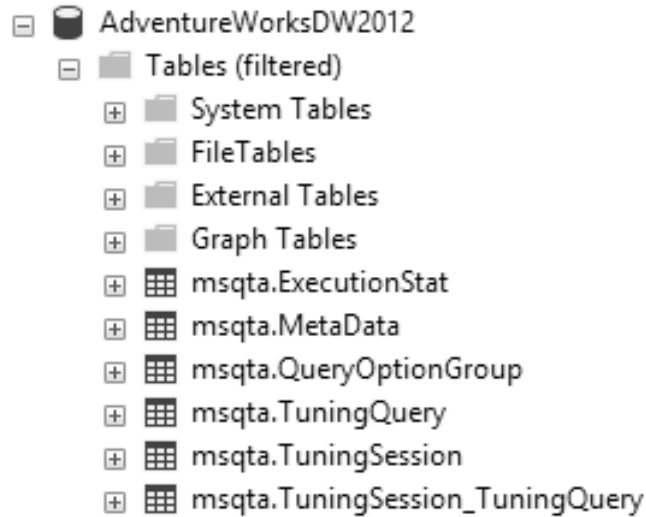 AdventureWorksDW2012
Tables (filtered)
System Tables
FileTables
External Tables
Graph Tables
msqta.ExecutionStat
msqta.MetaData
msqta.QueryOptionGroup
msqta.TuningQuery
msqta.TuningSession
msqta.TuningSession_TuningQuery